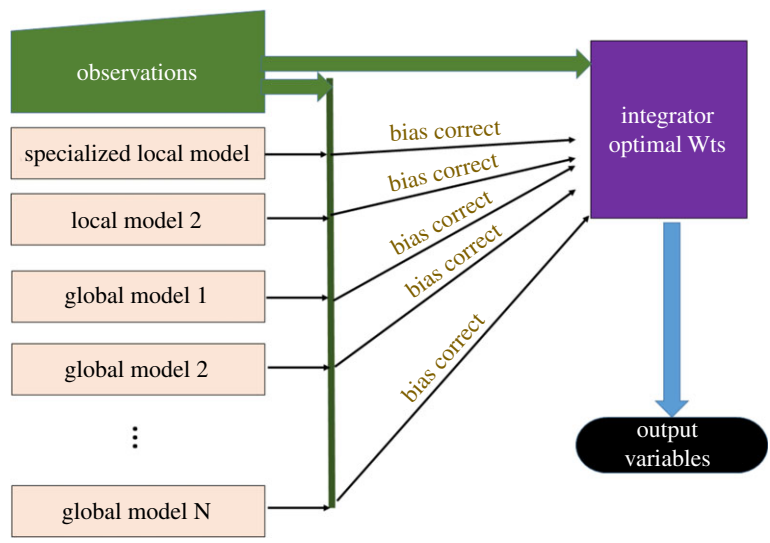 observations
specialized local model
local model 2
global model 1
global model 2
⋮
global model N
bias correct
bias correct
bias correct
bias correct
bias correct
integrator
optimal Wts
output
variables